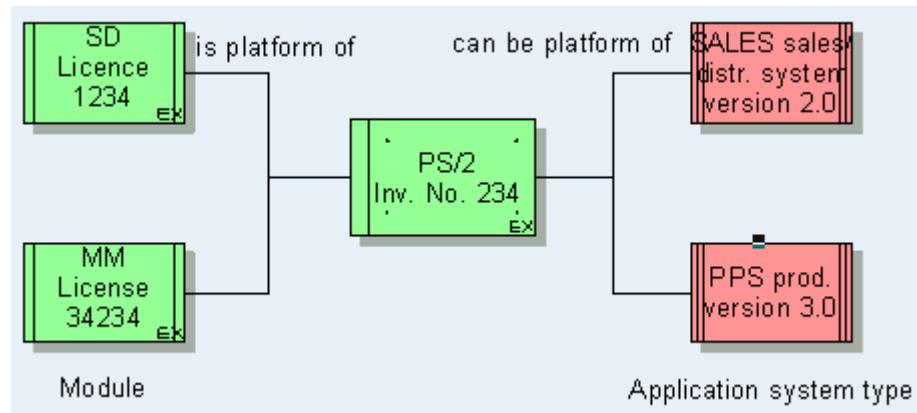 SD
Licence
1234
EX
is platform of
can be platform of
SALES sales/
distr. system
version 2.0
PS/2
Inv. No. 234
EX
MM
License
34234
EX
PPS prod.
version 3.0
Module
Application system type